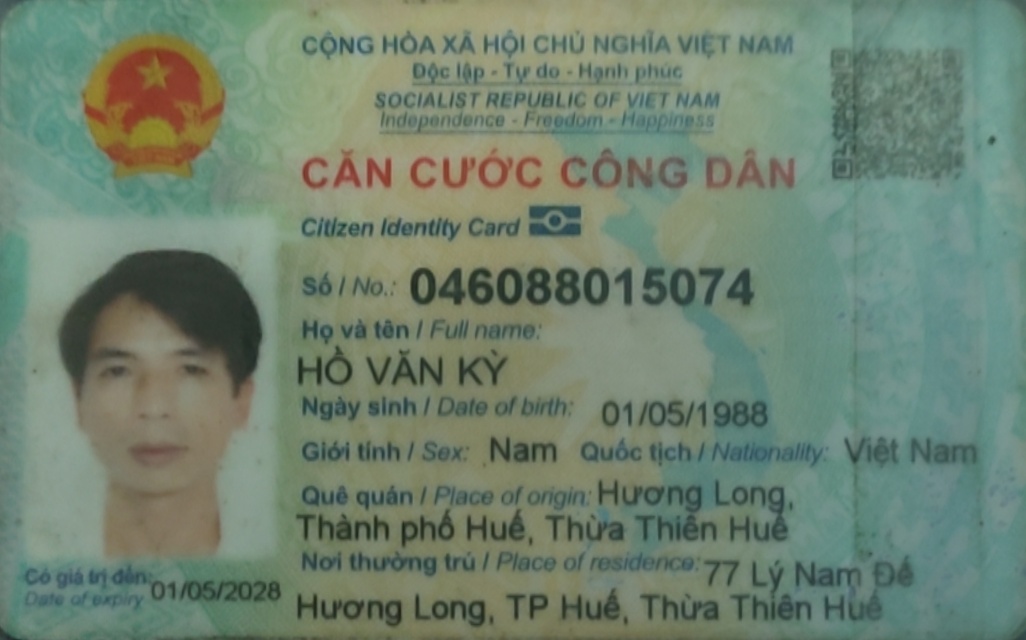 CỘNG HÒA XÃ HỘI CHỦ NGHĨA VIỆT NAM
Độc lập - Tự do - Hạnh phúc
SOCIALIST REPUBLIC OF VIET NAM
Independence - Freedom - Happiness
CĂN CƯỚC CÔNG DÂN
Citizen Identity Card
Số / No.: 046088015074
Họ và tên / Full name:
HỒ VĂN KỲ
Ngày sinh / Date of birth: 01/05/1988
Giới tính / Sex: Nam Quốc tịch / Nationality: Việt Nam
Quê quán / Place of origin: Hương Long,
Thành phố Huế, Thừa Thiên Huế
Nơi thường trú / Place of residence: 77 Lý Nam Đế
Hương Long, TP Huế, Thừa Thiên Huế
Có giá trị đến: 01/05/2028
Date of expiry